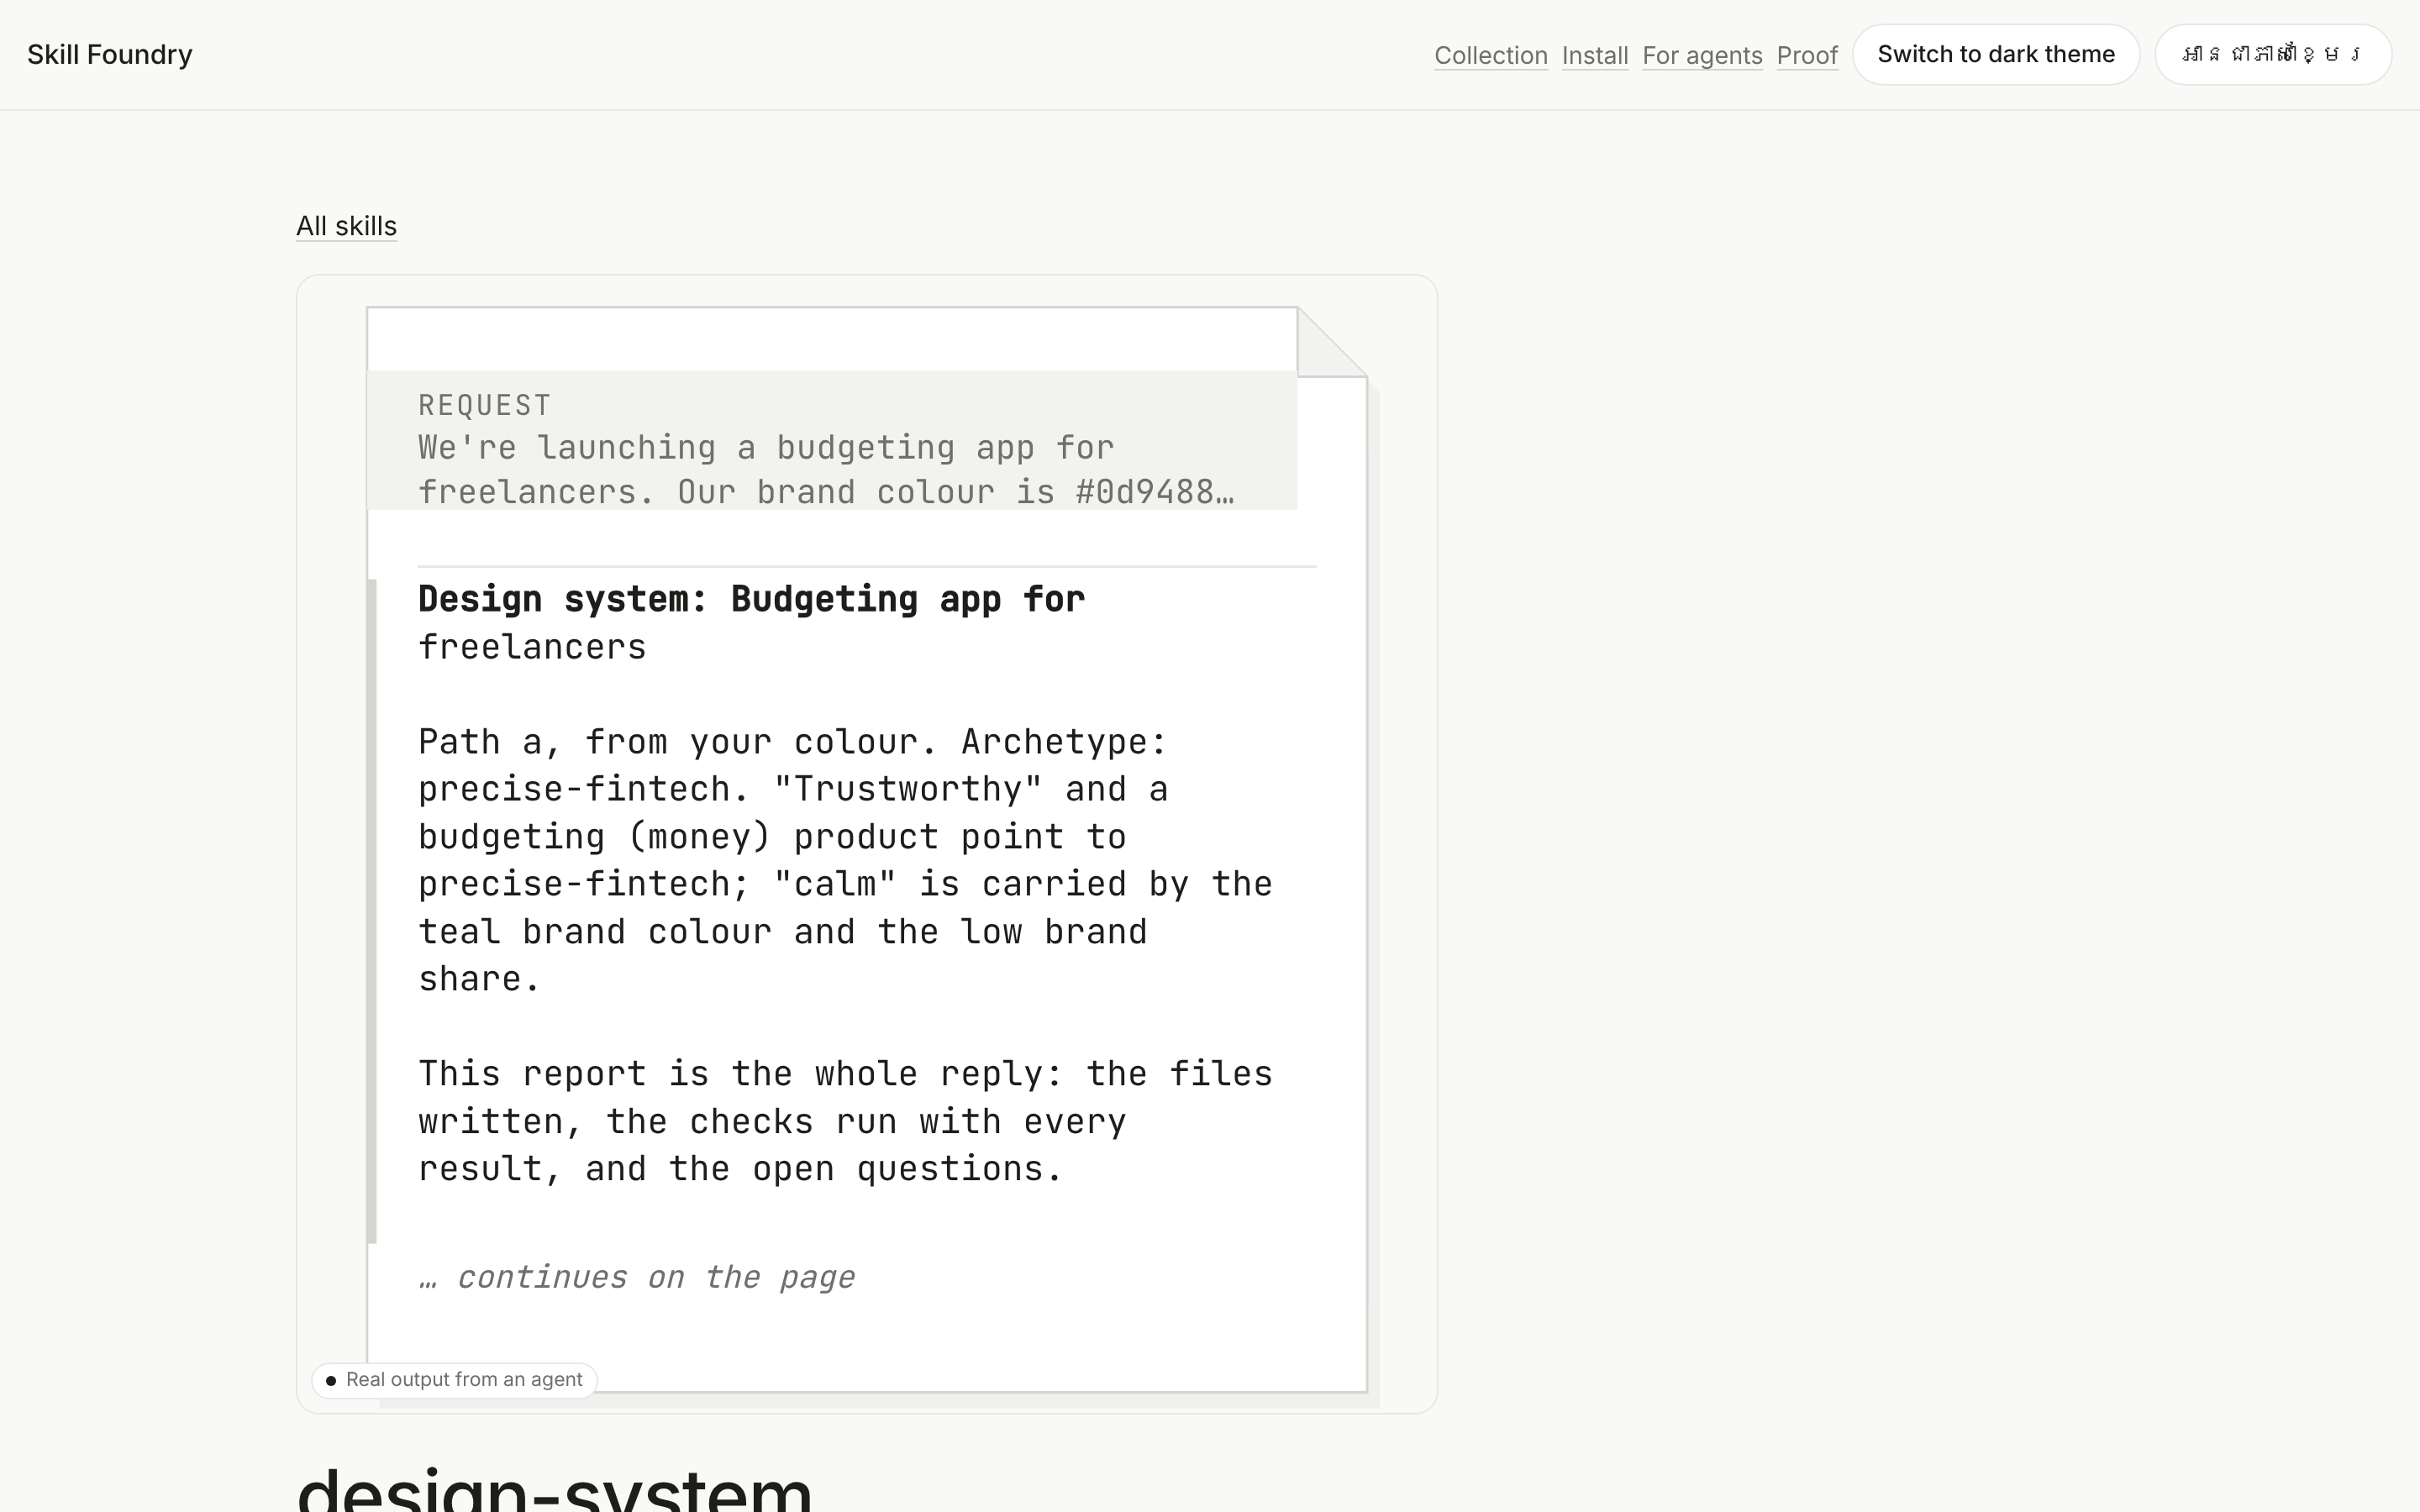 Skill Foundry
Collection Install For agents Proof Switch to dark theme អានជាភាសាខ្មែរ
All skills
REQUEST
We're launching a budgeting app for
freelancers. Our brand colour is #0d9488…
Design system: Budgeting app for
freelancers
Path a, from your colour. Archetype:
precise-fintech. "Trustworthy" and a
budgeting (money) product point to
precise-fintech; "calm" is carried by the
teal brand colour and the low brand
share.
This report is the whole reply: the files
written, the checks run with every
result, and the open questions.
… continues on the page
Real output from an agent
design-system